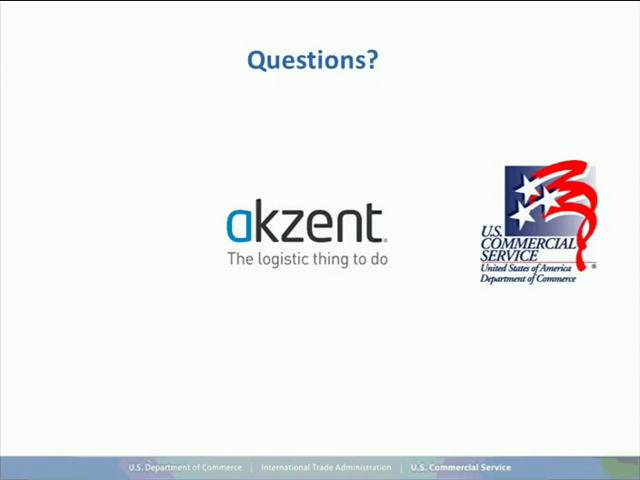 Questions?
akzent®
The logistic thing to do
U.S.
COMMERCIAL
SERVICE
®
United States of America
Department of Commerce
U.S. Department of Commerce | International Trade Administration | U.S. Commercial Service